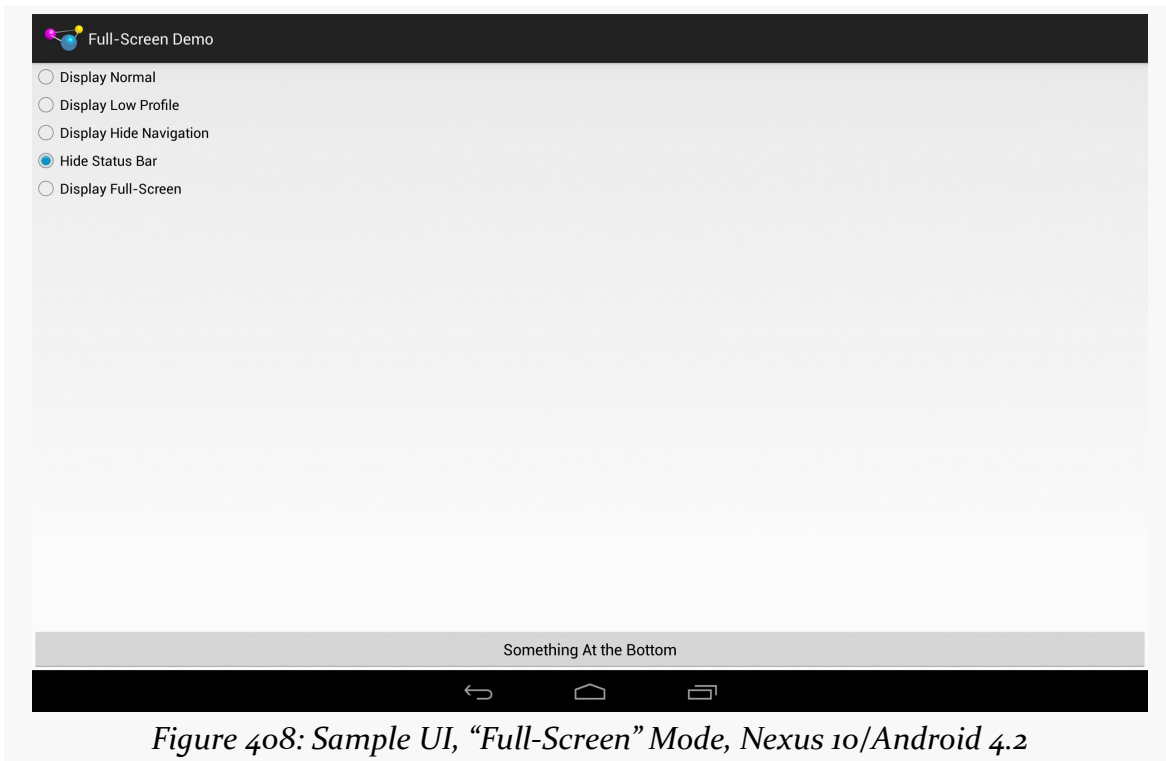 Full-Screen Demo
Display Normal
Display Low Profile
Display Hide Navigation
Hide Status Bar
Display Full-Screen
Something At the Bottom
Figure 408: Sample UI, “Full-Screen” Mode, Nexus 10/Android 4.2